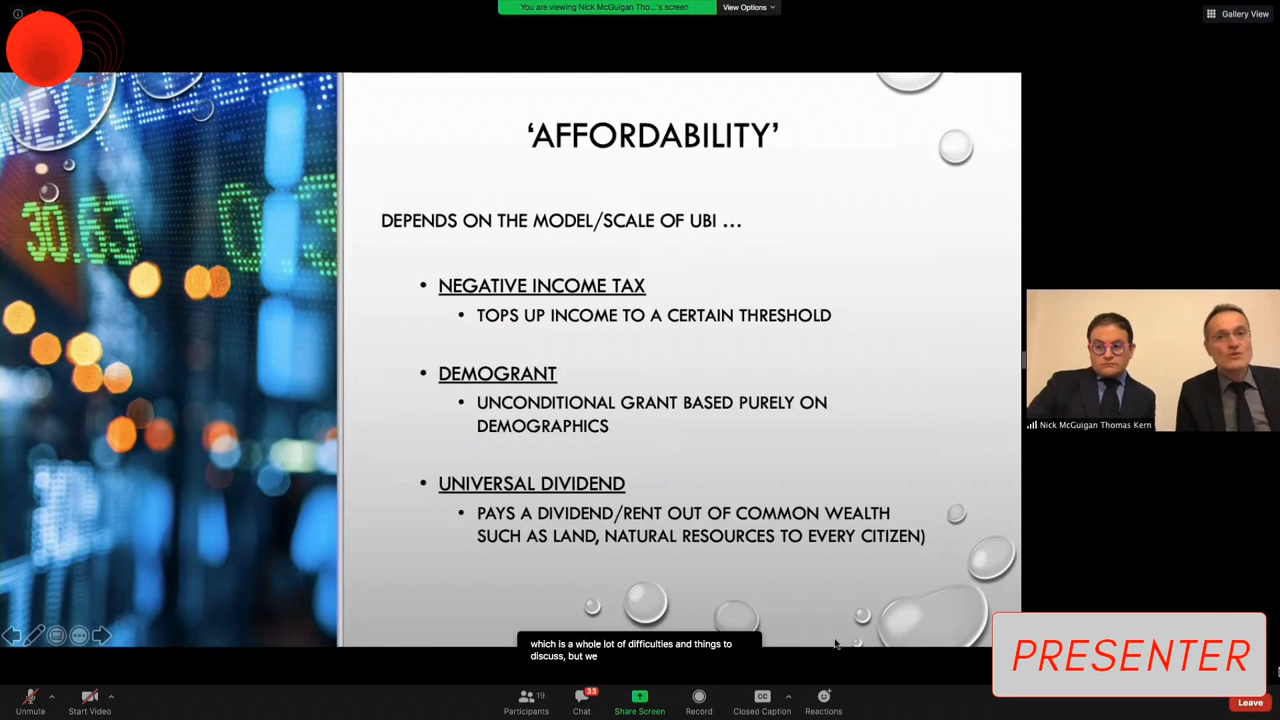 You are viewing Nick McGuigan Tho...'s screen
View Options
Gallery View
30.63
'AFFORDABILITY'
DEPENDS ON THE MODEL/SCALE OF UBI ...
• NEGATIVE INCOME TAX
• TOPS UP INCOME TO A CERTAIN THRESHOLD
• DEMOGRANT
• UNCONDITIONAL GRANT BASED PURELY ON
DEMOGRAPHICS
• UNIVERSAL DIVIDEND
• PAYS A DIVIDEND/RENT OUT OF COMMON WEALTH
SUCH AS LAND, NATURAL RESOURCES TO EVERY CITIZEN)
Nick McGuigan Thomas Kern
which is a whole lot of difficulties and things to
discuss, but we
PRESENTER
Unmute
Start Video
19
Participants
33
Chat
Share Screen
Record
CC
Closed Caption
Reactions
Leave